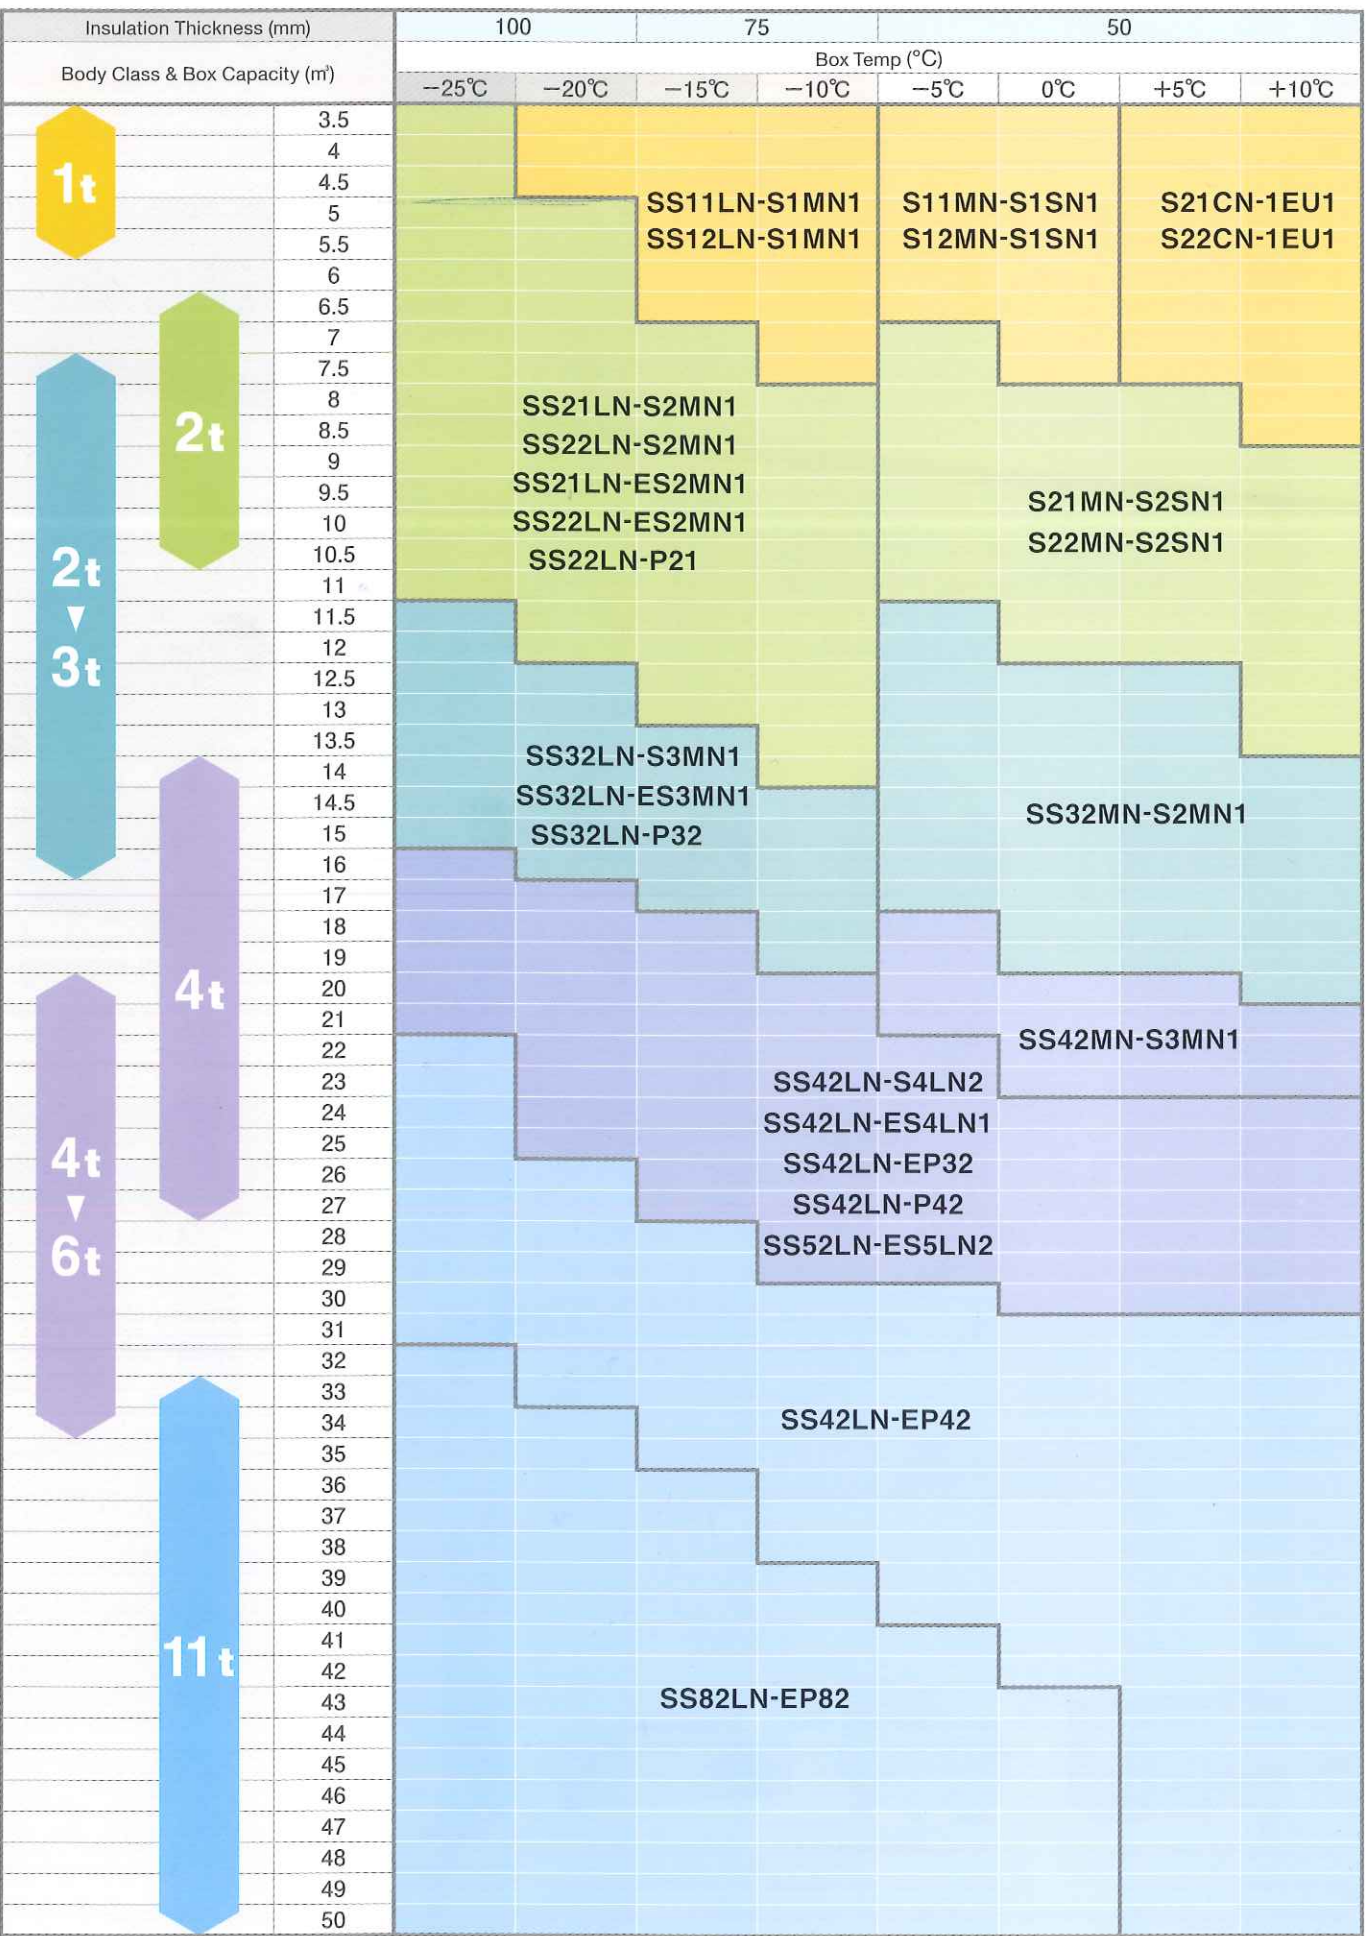 Insulation Thickness (mm) 100 75 50
Box Temp (°C)
Body Class & Box Capacity (m³)
−25℃ −20℃ −15℃ −10℃ −5℃ 0℃ +5℃ +10℃
3.5
4
4.5
1t
SS11LN-S1MN1 S11MN-S1SN1 S21CN-1EU1
5
SS12LN-S1MN1 S12MN-S1SN1 S22CN-1EU1
5.5
6
6.5
7
7.5
8
SS21LN-S2MN1
8.5
2t
SS22LN-S2MN1
9
SS21LN-ES2MN1
9.5
S21MN-S2SN1
10
SS22LN-ES2MN1
S22MN-S2SN1
10.5
SS22LN-P21
2t
11
▼
11.5
12
3t
12.5
13
13.5
SS32LN-S3MN1
14
SS32LN-ES3MN1
14.5
SS32MN-S2MN1
15
SS32LN-P32
16
17
18
19
20
4t
21
SS42MN-S3MN1
22
23
SS42LN-S4LN2
24
SS42LN-ES4LN1
25
4t
SS42LN-EP32
26
▼
27
SS42LN-P42
28
SS52LN-ES5LN2
6t
29
30
31
32
33
34
SS42LN-EP42
35
36
37
38
39
40
41
11t
42
43
SS82LN-EP82
44
45
46
47
48
49
50